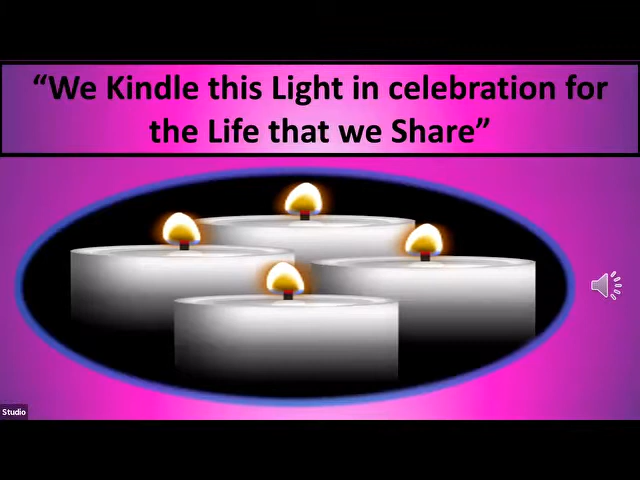 “We Kindle this Light in celebration for
the Life that we Share”
Studio